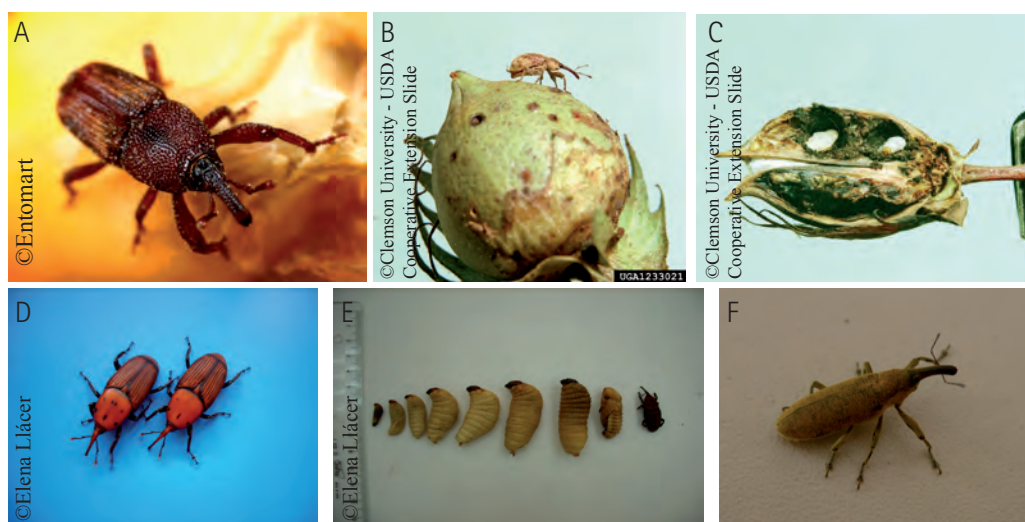 A
©Entomart
B
©Clemson University - USDA
Cooperative Extension Slide
UGA1233021
C
©Clemson University - USDA
Cooperative Extension Slide
D
©Elena Llácer
E
©Elena Llácer
F